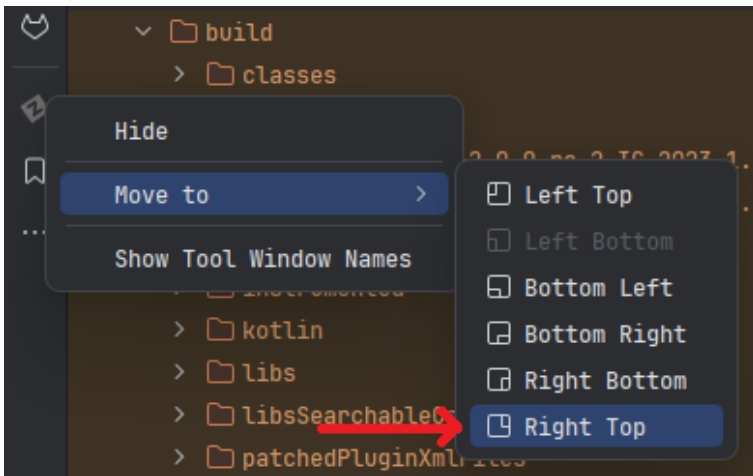 build
classes
Hide
Move to
Left Top
Left Bottom
Show Tool Window Names
Bottom Left
kotlin
Bottom Right
libs
Right Bottom
Right Top